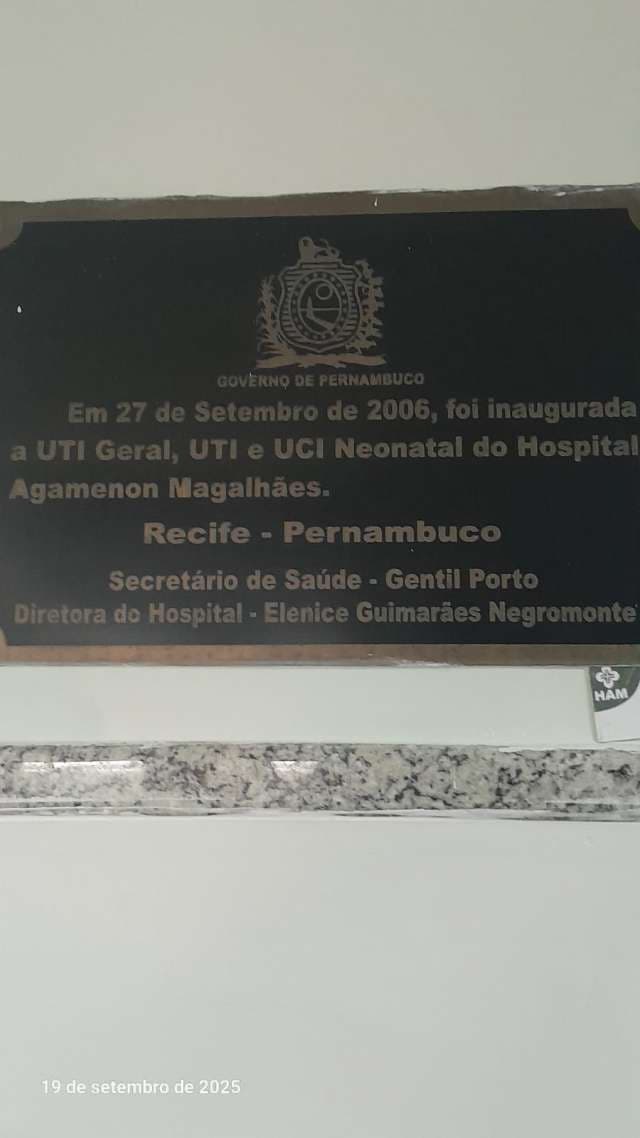 GOVERNO DE PERNAMBUCO
Em 27 de Setembro de 2006, foi inaugurada
a UTI Geral, UTI e UCI Neonatal do Hospital
Agamenon Magalhães.
Recife - Pernambuco
Secretário de Saúde - Gentil Porto
Diretora do Hospital - Elenice Guimarães Negromonte
HAM
19 de setembro de 2025